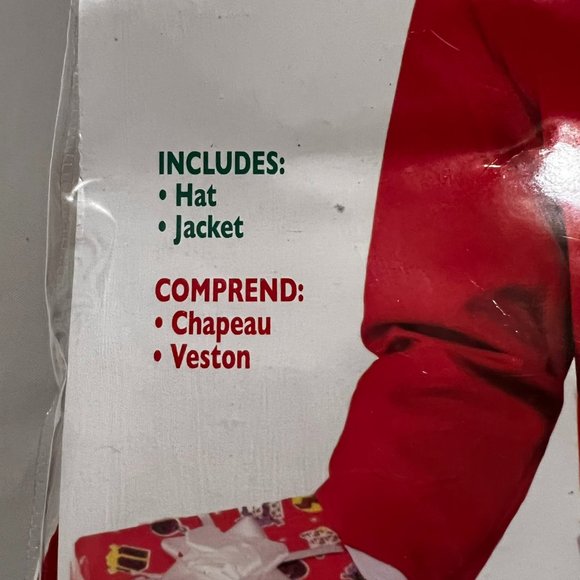 INCLUDES:
• Hat
• Jacket
COMPREND:
• Chapeau
• Veston